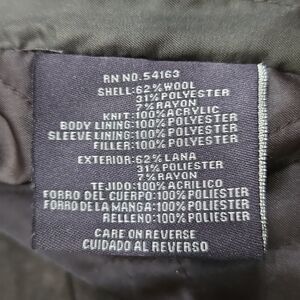 RN NO. 54163
SHELL:62% WOOL
31% POLYESTER
7% RAYON
KNIT:100% ACRYLIC
BODY LINING:100% POLYESTER
SLEEVE LINING:100% POLYESTER
FILLER:100% POLYESTER
EXTERIOR:62% LANA
31% POLIESTER
7% RAYON
TEJIDO:100% ACRILICO
FORRO DEL CUERPO:100% POLIESTER
FORRO DE LA MANGA:100% POLIESTER
RELLENO:100% POLIESTER
CARE ON REVERSE
CUIDADO AL REVERSO